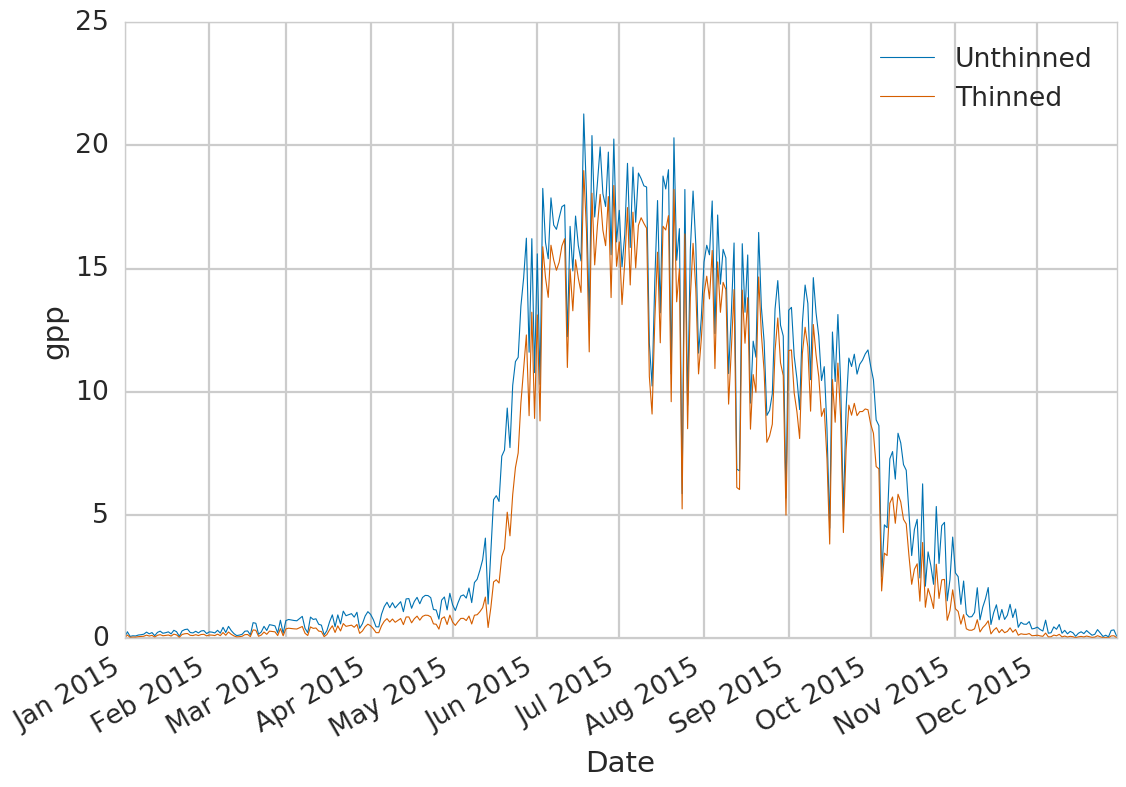 25
20
15
10
5
0
gpp
Unthinned
Thinned
Jan 2015
Feb 2015
Mar 2015
Apr 2015
May 2015
Jun 2015
Jul 2015
Aug 2015
Sep 2015
Oct 2015
Nov 2015
Dec 2015
Date